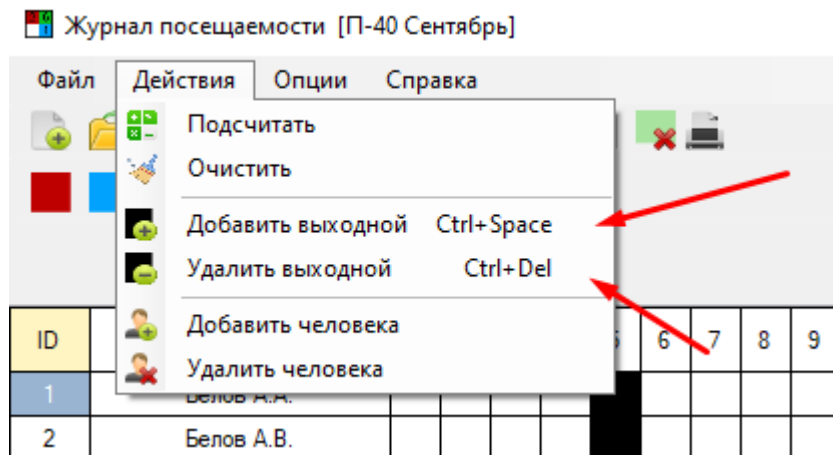 Журнал посещаемости [П-40 Сентябрь]
Файл Действия Опции Справка
Подсчитать
Очистить
Добавить выходной Ctrl+Space
Удалить выходной Ctrl+Del
Добавить человека
Удалить человека
ID 6 7 8 9
1 Белов А.А.
2 Белов А.В.